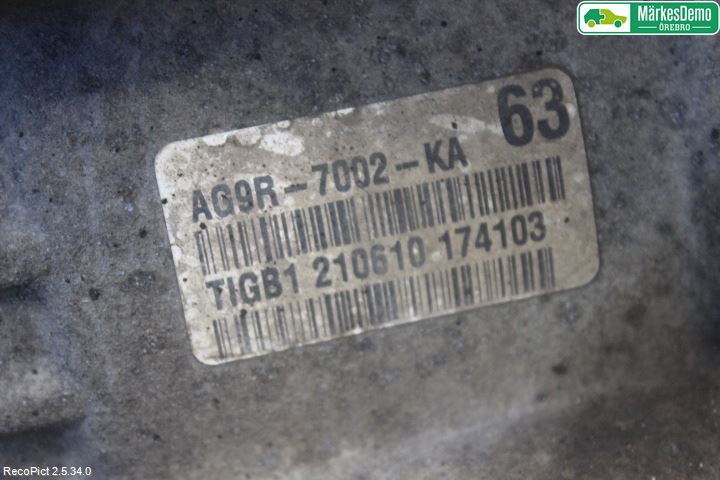 MärkesDemo
ÖREBRO
63
AG9R-7002-KA
TIGB1 210610 174103
RecoPict 2.5.34.0